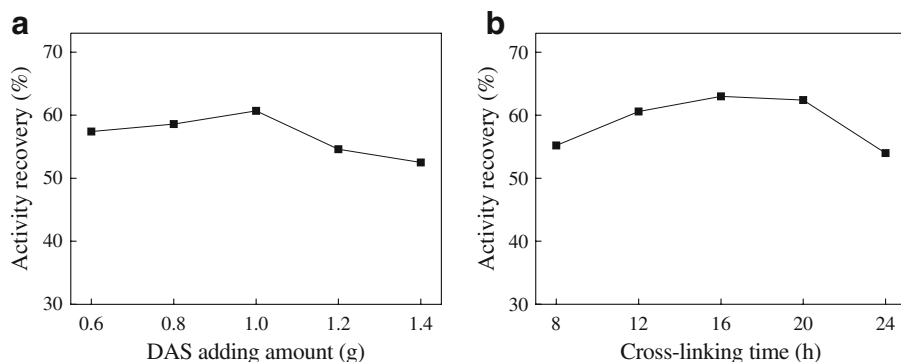 a
Activity recovery (%)
70
60
50
40
30
0.6 0.8 1.0 1.2 1.4
DAS adding amount (g)
b
Activity recovery (%)
70
60
50
40
30
8 12 16 20 24
Cross-linking time (h)